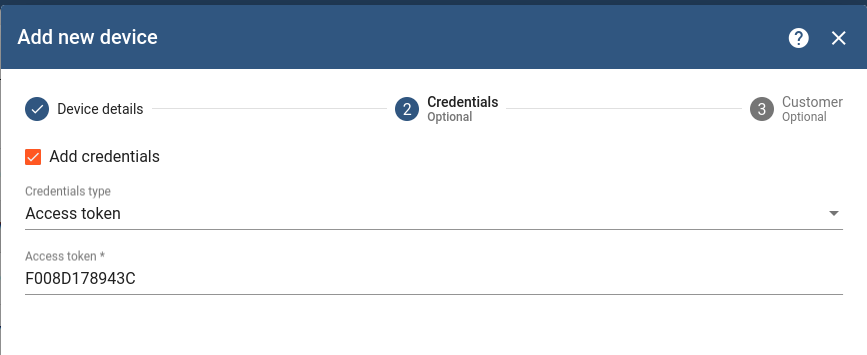 Add new device
?
Device details
2
Credentials
Optional
3
Customer
Optional
Add credentials
Credentials type
Access token
Access token *
F008D178943C